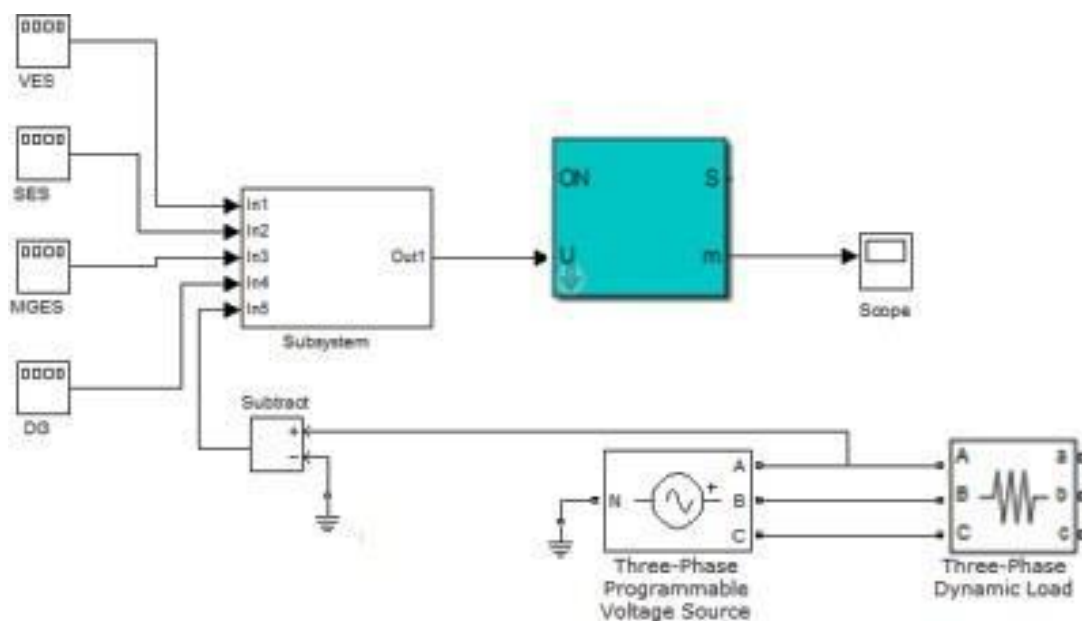 VES
SES
MGES
DG
In1
In2
In3
In4
In5
Out1
Subsystem
Subtract
+
−
ON
S
U
m
Scope
N
+
A
B
C
Three-Phase
Programmable
Voltage Source
A
B
C
a
b
c
Three-Phase
Dynamic Load